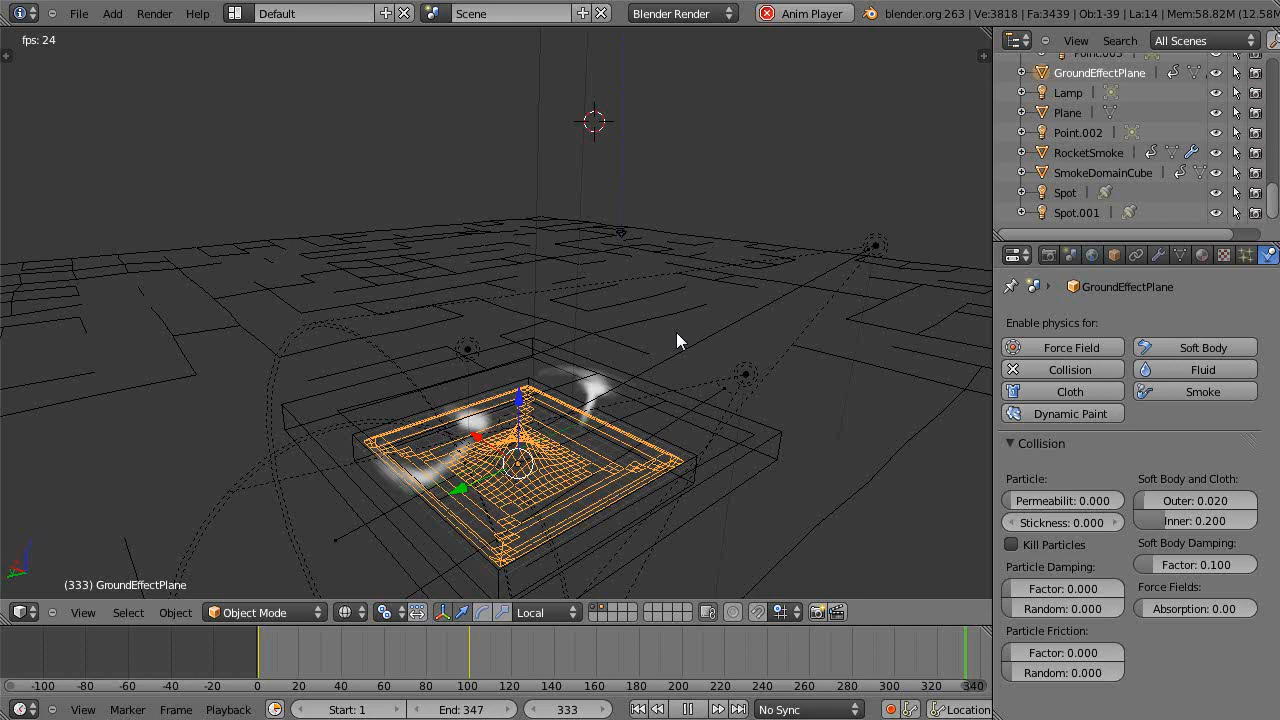 File Add Render Help Default Scene Blender Render Anim Player blender.org 263 | Ve:3818 | Fa:3439 | Ob:1-39 | La:14 | Mem:58.82M (12.58M
fps: 24
View Search All Scenes
GroundEffectPlane
Lamp
Plane
Point.002
RocketSmoke
SmokeDomainCube
Spot
Spot.001
GroundEffectPlane
Enable physics for:
Force Field Soft Body
Collision Fluid
Cloth Smoke
Dynamic Paint
Collision
Particle: Soft Body and Cloth:
Permeabilit: 0.000 Outer: 0.020
Stickness: 0.000 Inner: 0.200
Kill Particles Soft Body Damping:
Particle Damping: Factor: 0.100
Factor: 0.000 Force Fields:
Random: 0.000 Absorption: 0.00
Particle Friction:
Factor: 0.000
Random: 0.000
(333) GroundEffectPlane
View Select Object Object Mode Local
-100 -80 -60 -40 -20 0 20 40 60 80 100 120 140 160 180 200 220 240 260 280 300 320 340
View Marker Frame Playback Start: 1 End: 347 333 No Sync Location